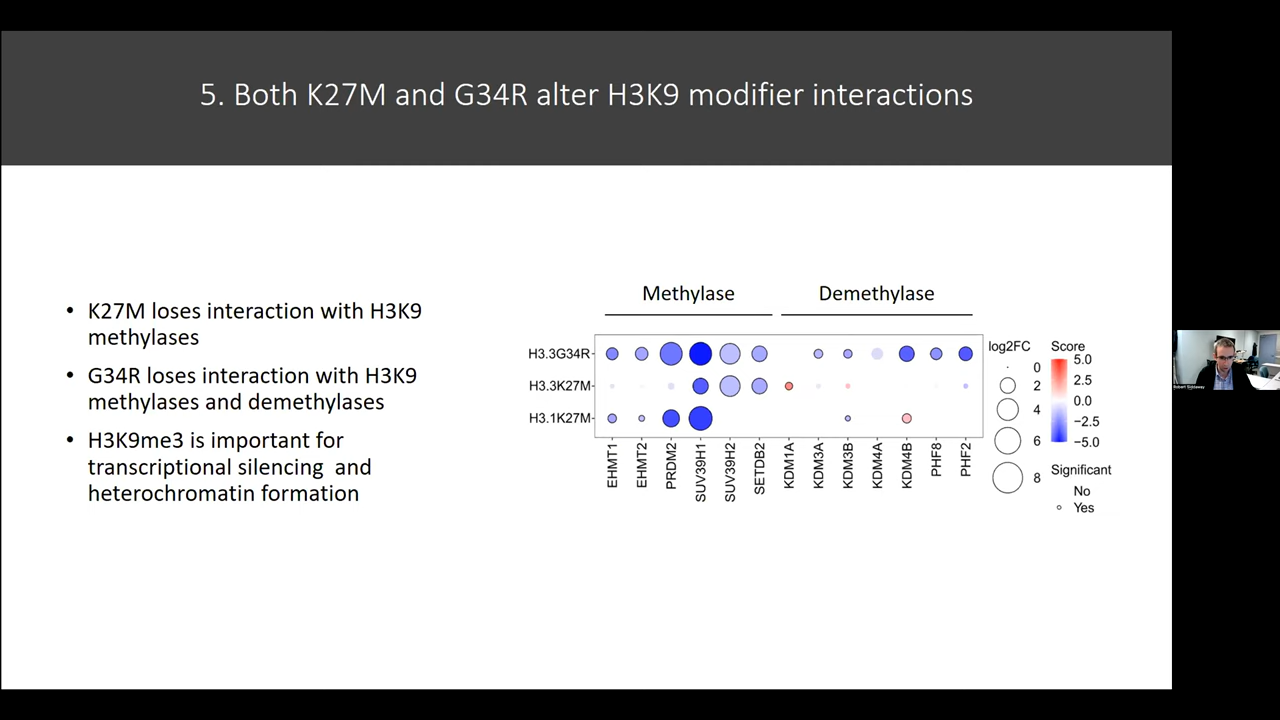 5. Both K27M and G34R alter H3K9 modifier interactions
• K27M loses interaction with H3K9
methylases
• G34R loses interaction with H3K9
methylases and demethylases
• H3K9me3 is important for
transcriptional silencing and
heterochromatin formation
Methylase
Demethylase
H3.3G34R
H3.3K27M
H3.1K27M
EHMT1
EHMT2
PRDM2
SUV39H1
SUV39H2
SETDB2
KDM1A
KDM3A
KDM3B
KDM4A
KDM4B
PHF8
PHF2
log2FC
0
2
4
6
8
Score
5.0
2.5
0.0
−2.5
−5.0
Significant
No
Yes
Robert Siddaway